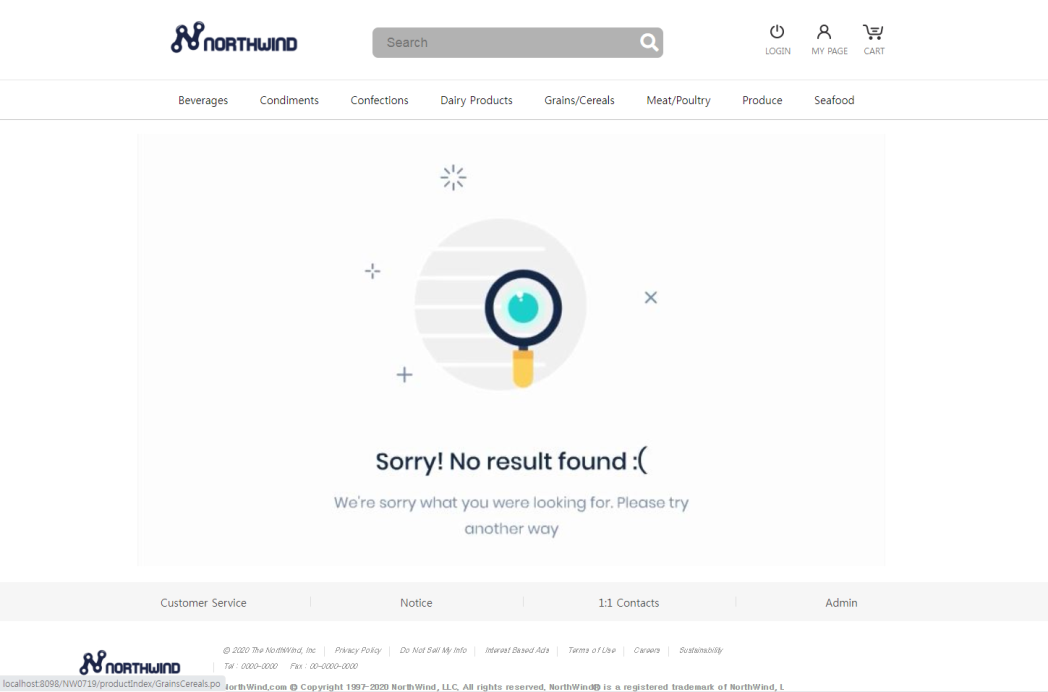 NORTHWIND
Search
LOGIN MY PAGE CART
Beverages Condiments Confections Dairy Products Grains/Cereals Meat/Poultry Produce Seafood
Sorry! No result found :(
We're sorry what you were looking for. Please try
another way
Customer Service Notice 1:1 Contacts Admin
© 2020 The NorthWind, Inc Privacy Policy Do Not Sell My Info Interest Based Ads Terms of Use Careers Sustainability
NORTHWIND
Tel : 0000-0000 Fax : 00-0000-0000
localhost:8098/NW0719/productIndex/GrainsCereals.po
NorthWind,com © Copyright 1997-2020 NorthWind, LLC, All rights reserved, NorthWind® is a registered trademark of NorthWind, L